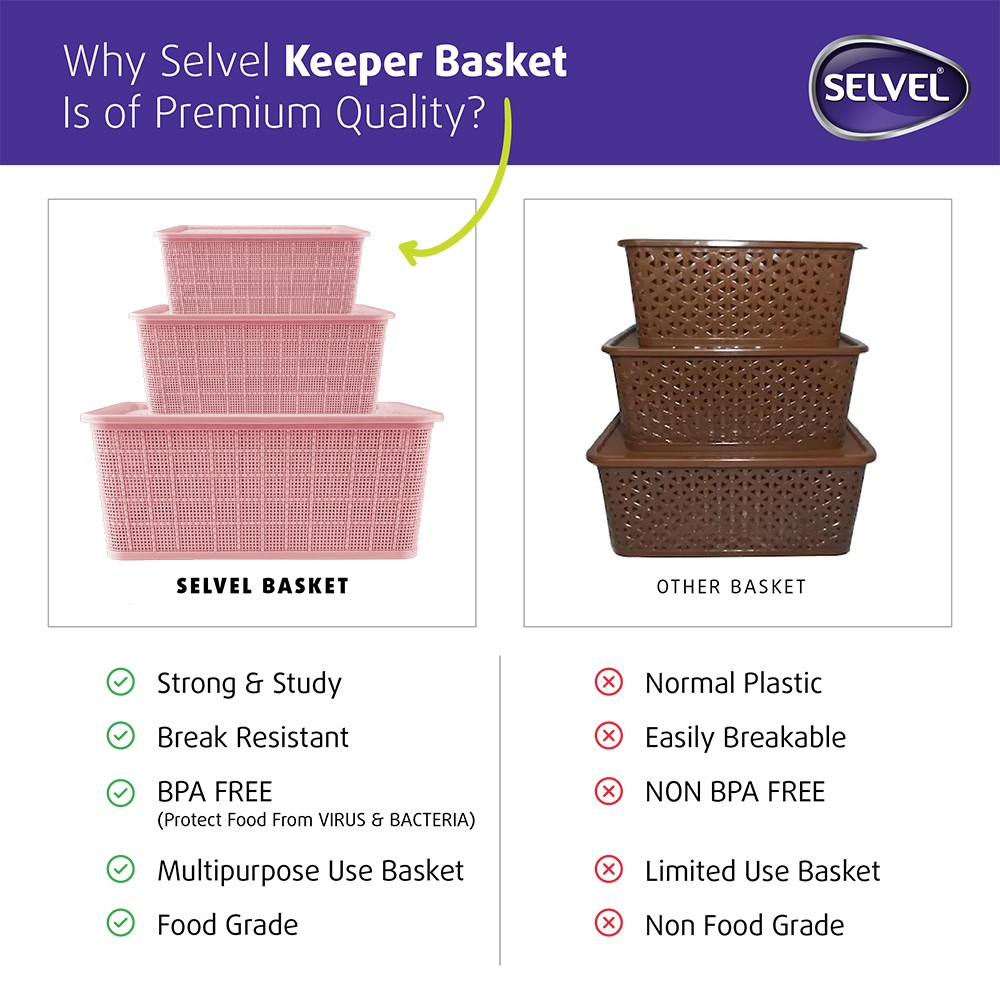 Why Selvel Keeper Basket
Is of Premium Quality?
SELVEL®
SELVEL BASKET
OTHER BASKET
Strong & Study
Break Resistant
BPA FREE
(Protect Food From VIRUS & BACTERIA)
Multipurpose Use Basket
Food Grade
Normal Plastic
Easily Breakable
NON BPA FREE
Limited Use Basket
Non Food Grade